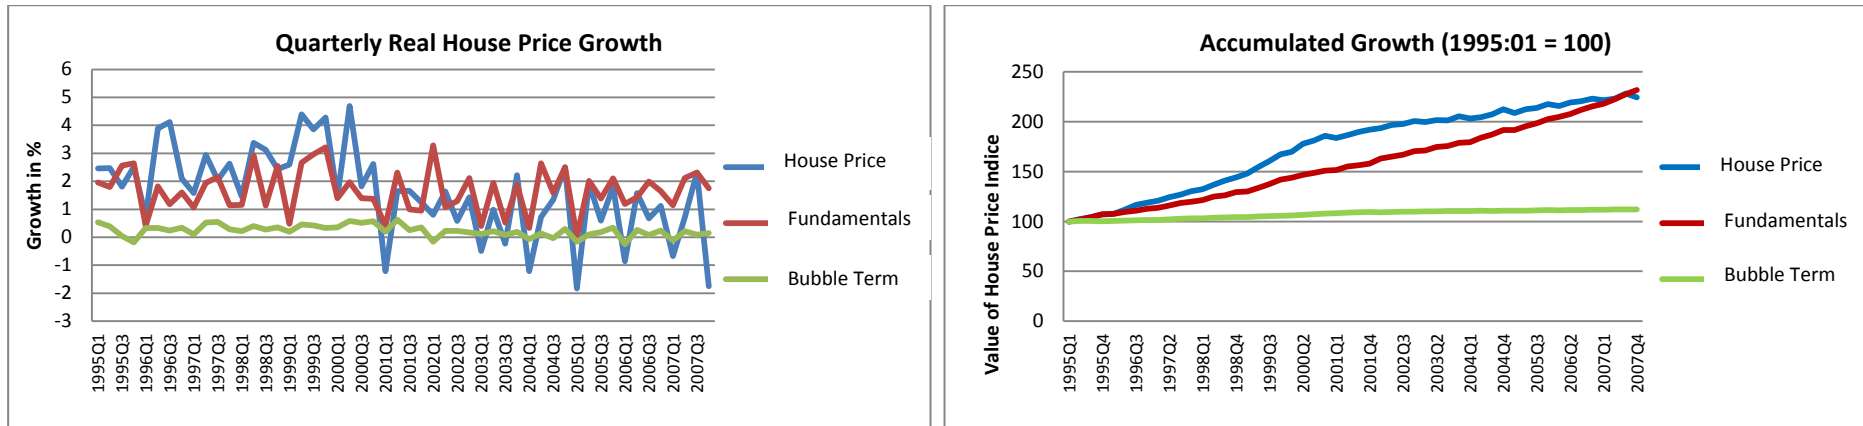 Quarterly Real House Price Growth
6
5
4
3
2
1
0
-1
-2
-3
Growth in %
1995Q1
1995Q3
1996Q1
1996Q3
1997Q1
1997Q3
1998Q1
1998Q3
1999Q1
1999Q3
2000Q1
2000Q3
2001Q1
2001Q3
2002Q1
2002Q3
2003Q1
2003Q3
2004Q1
2004Q3
2005Q1
2005Q3
2006Q1
2006Q3
2007Q1
2007Q3
House Price
Fundamentals
Bubble Term
Accumulated Growth (1995:01 = 100)
250
200
150
100
50
0
Value of House Price Indice
1995Q1
1995Q4
1996Q3
1997Q2
1998Q1
1998Q4
1999Q3
2000Q2
2001Q1
2001Q4
2002Q3
2003Q2
2004Q1
2004Q4
2005Q3
2006Q2
2007Q1
2007Q4
House Price
Fundamentals
Bubble Term